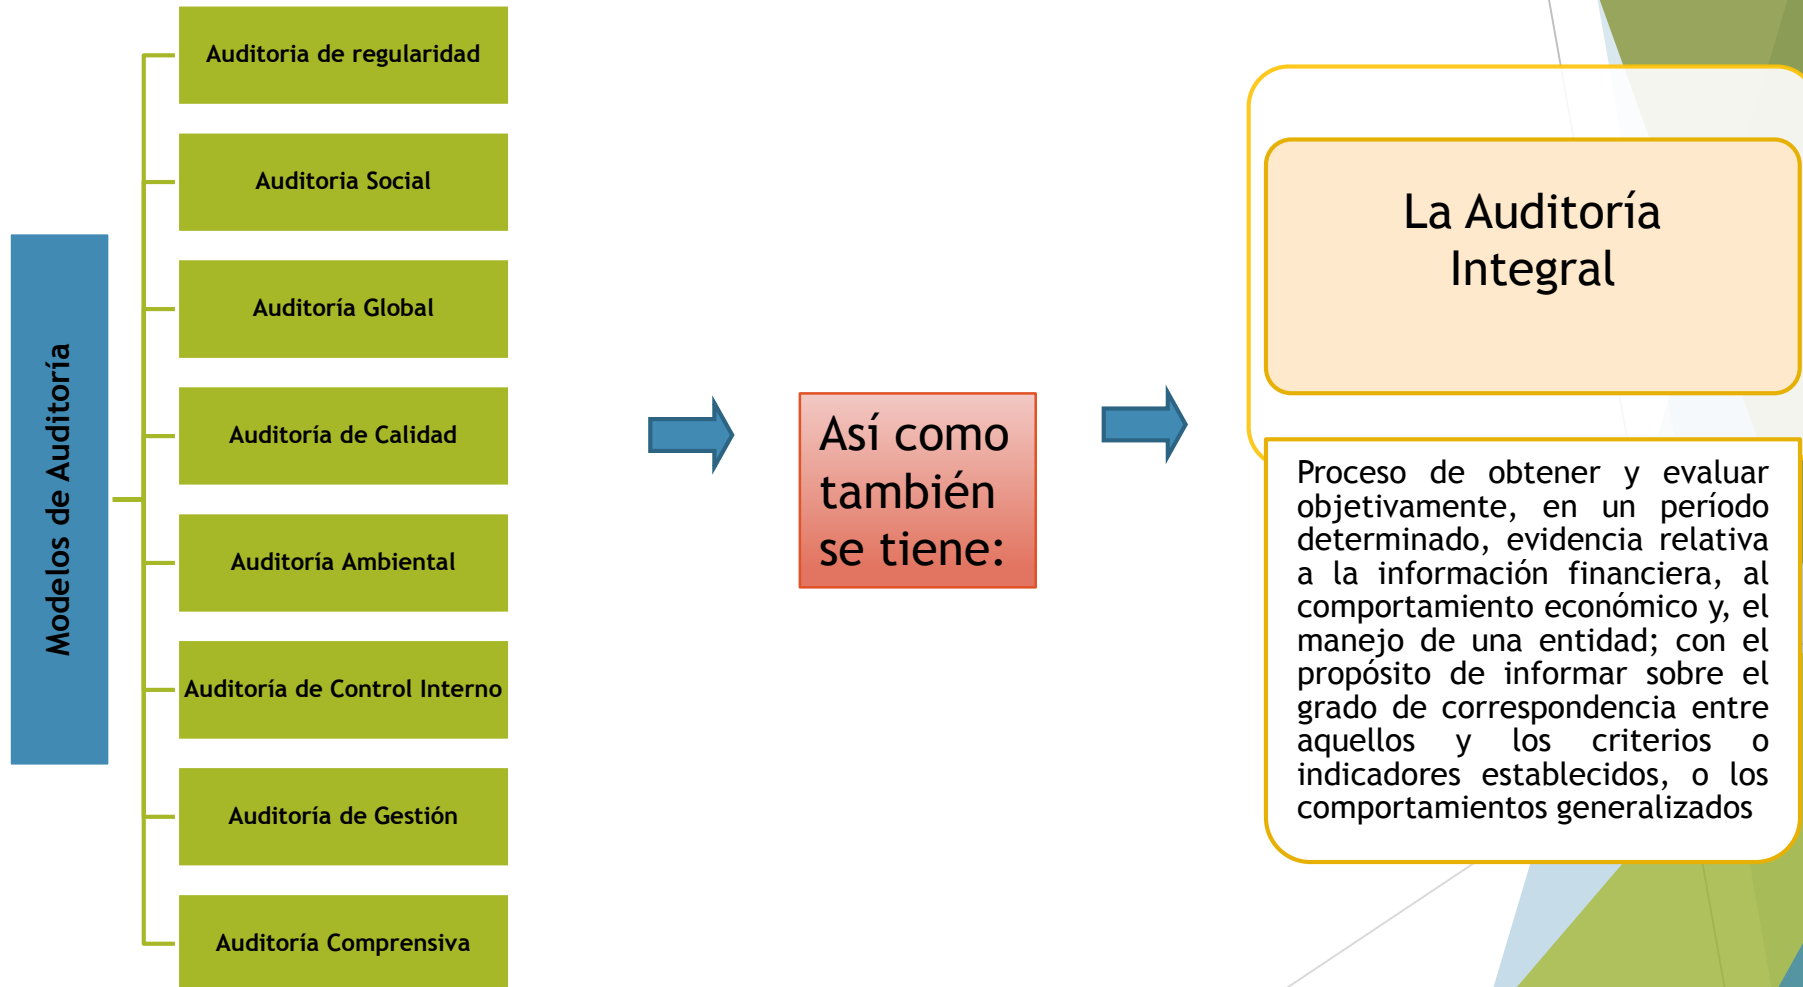 Modelos de Auditoría
Auditoria de regularidad
Auditoria Social
Auditoría Global
Auditoría de Calidad
Auditoría Ambiental
Auditoría de Control Interno
Auditoría de Gestión
Auditoría Comprensiva
Así como
también
se tiene:
La Auditoría
Integral
Proceso de obtener y evaluar
objetivamente, en un período
determinado, evidencia relativa
a la información financiera, al
comportamiento económico y, el
manejo de una entidad; con el
propósito de informar sobre el
grado de correspondencia entre
aquellos y los criterios o
indicadores establecidos, o los
comportamientos generalizados